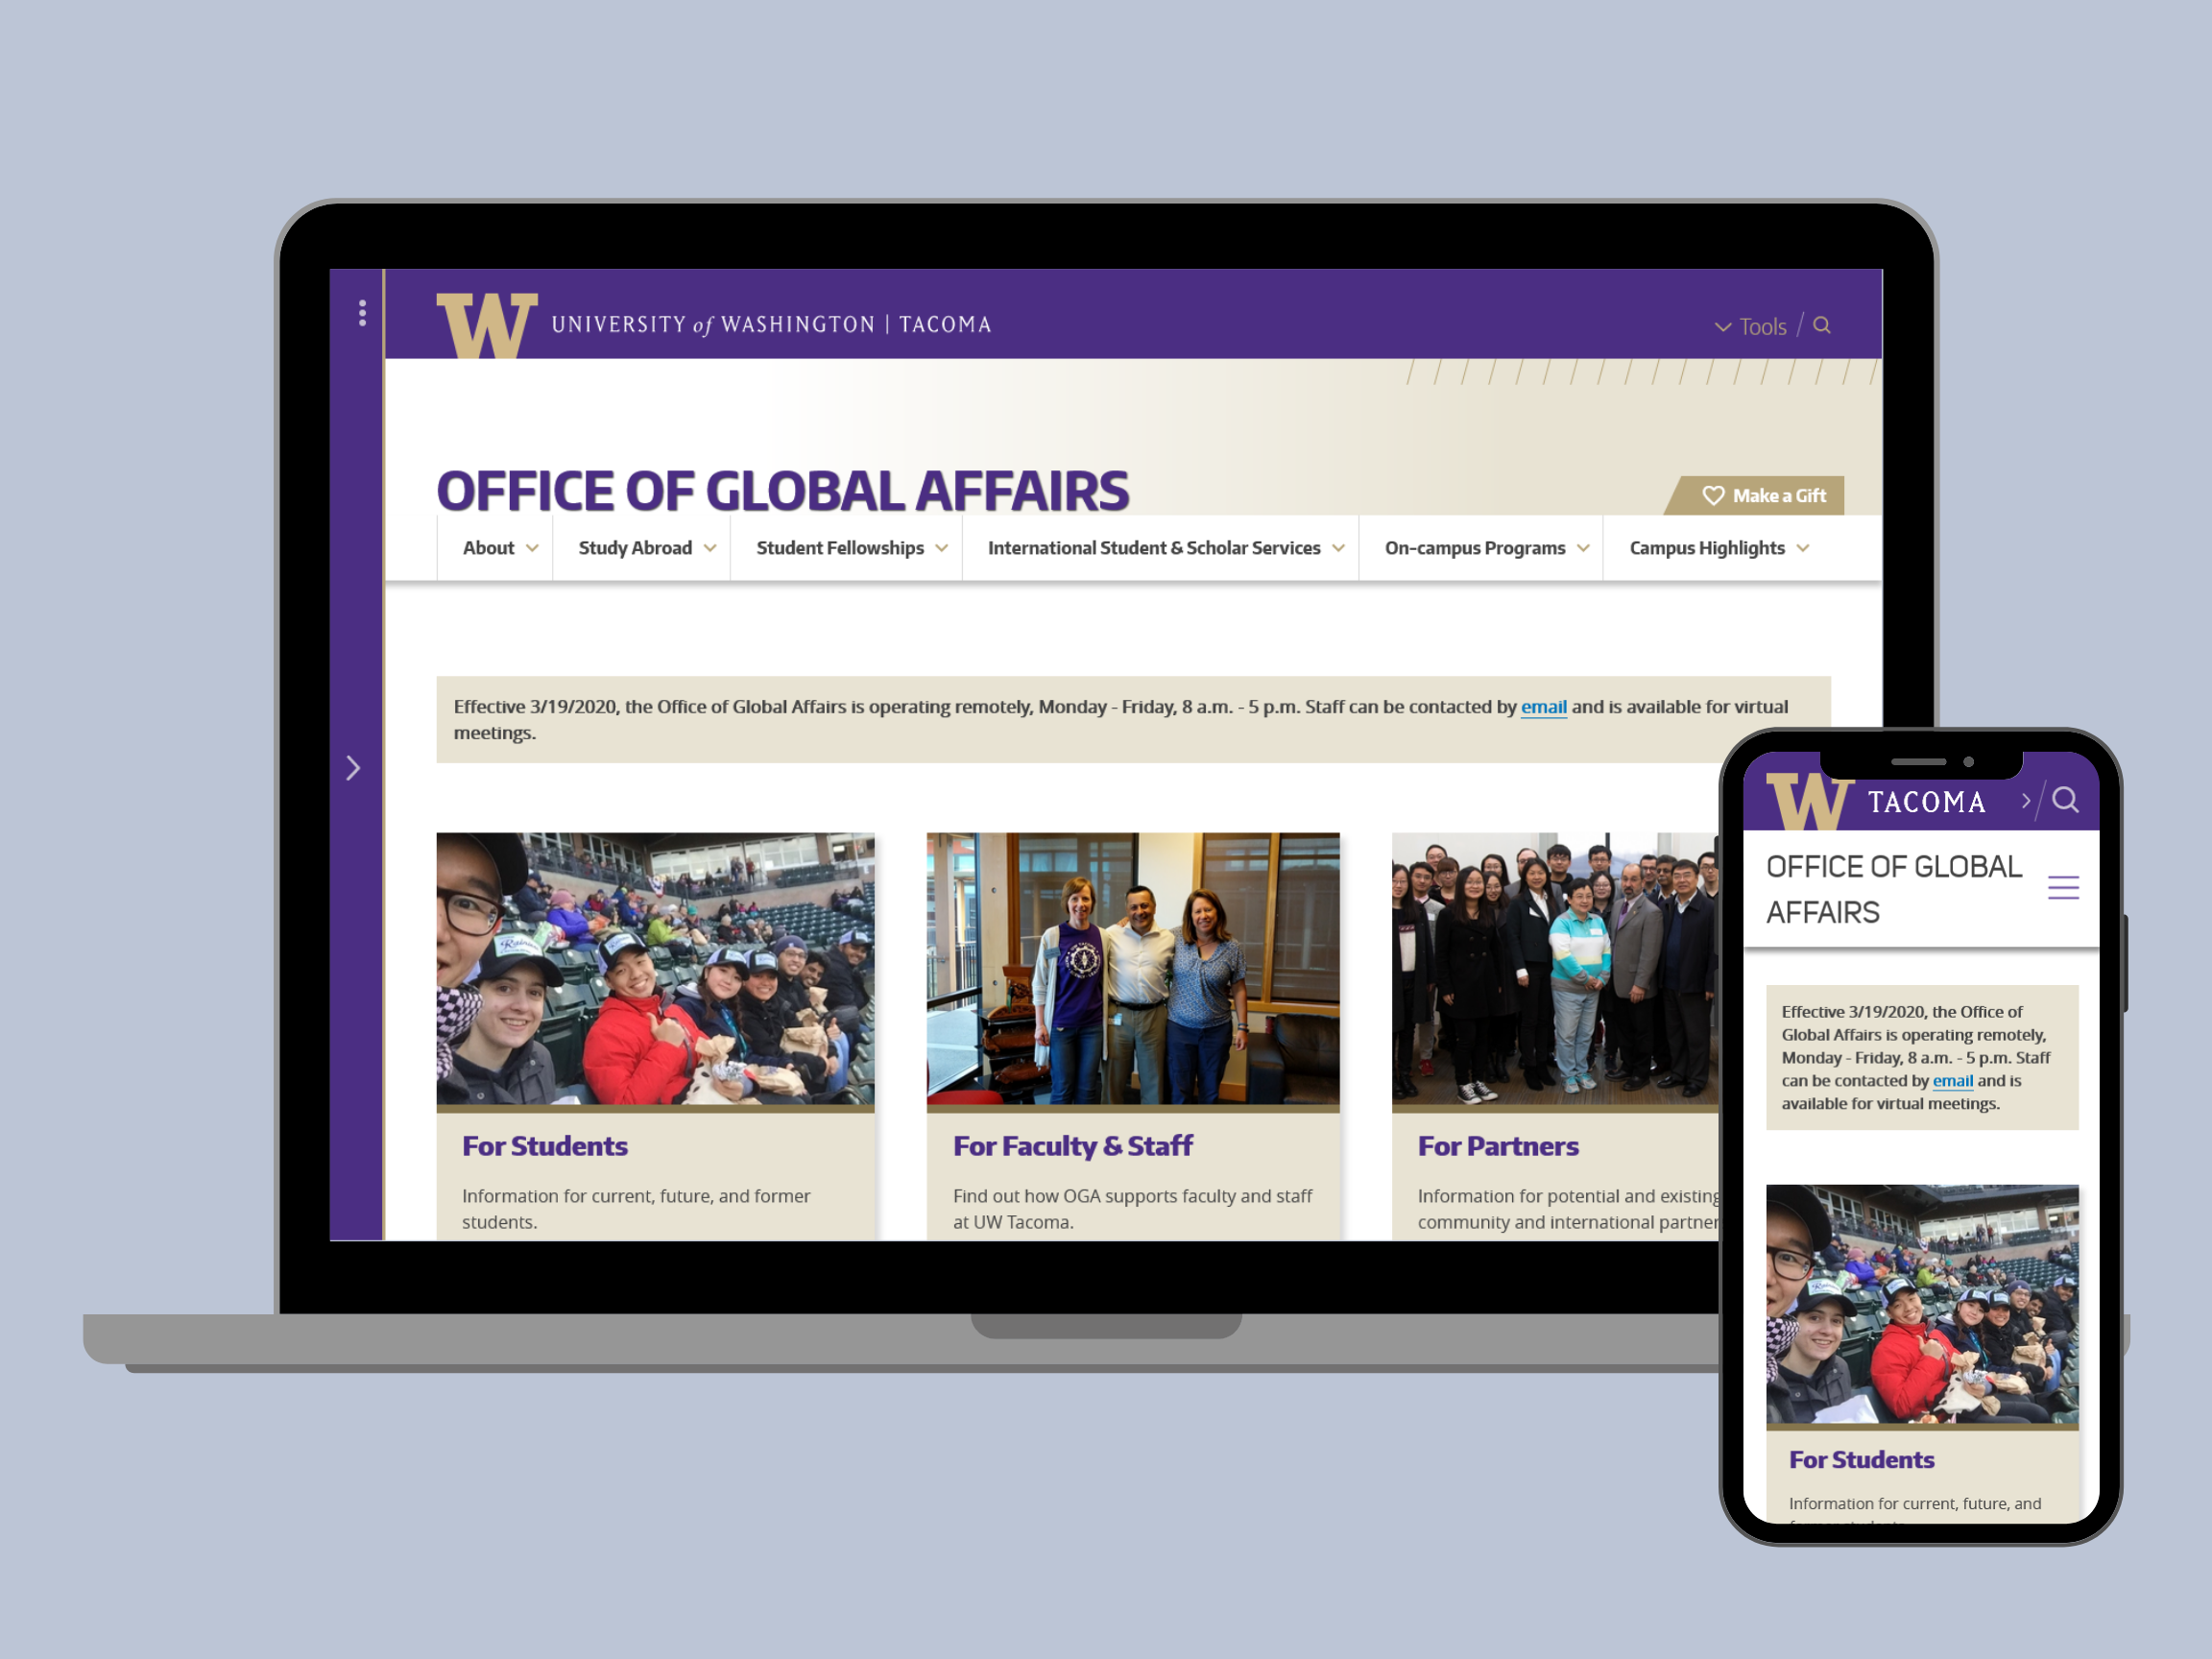 W UNIVERSITY of WASHINGTON | TACOMA
Tools
OFFICE OF GLOBAL AFFAIRS
Make a Gift
About
Study Abroad
Student Fellowships
International Student & Scholar Services
On-campus Programs
Campus Highlights
Effective 3/19/2020, the Office of Global Affairs is operating remotely, Monday - Friday, 8 a.m. - 5 p.m. Staff can be contacted by email and is available for virtual
meetings.
For Students
Information for current, future, and former
students.
For Faculty & Staff
Find out how OGA supports faculty and staff
at UW Tacoma.
For Partners
Information for potential and existing
community and international
W TACOMA
OFFICE OF GLOBAL
AFFAIRS
Effective 3/19/2020, the Office of
Global Affairs is operating remotely,
Monday - Friday, 8 a.m. - 5 p.m. Staff
can be contacted by email and is
available for virtual meetings.
For Students
Information for current, future, and